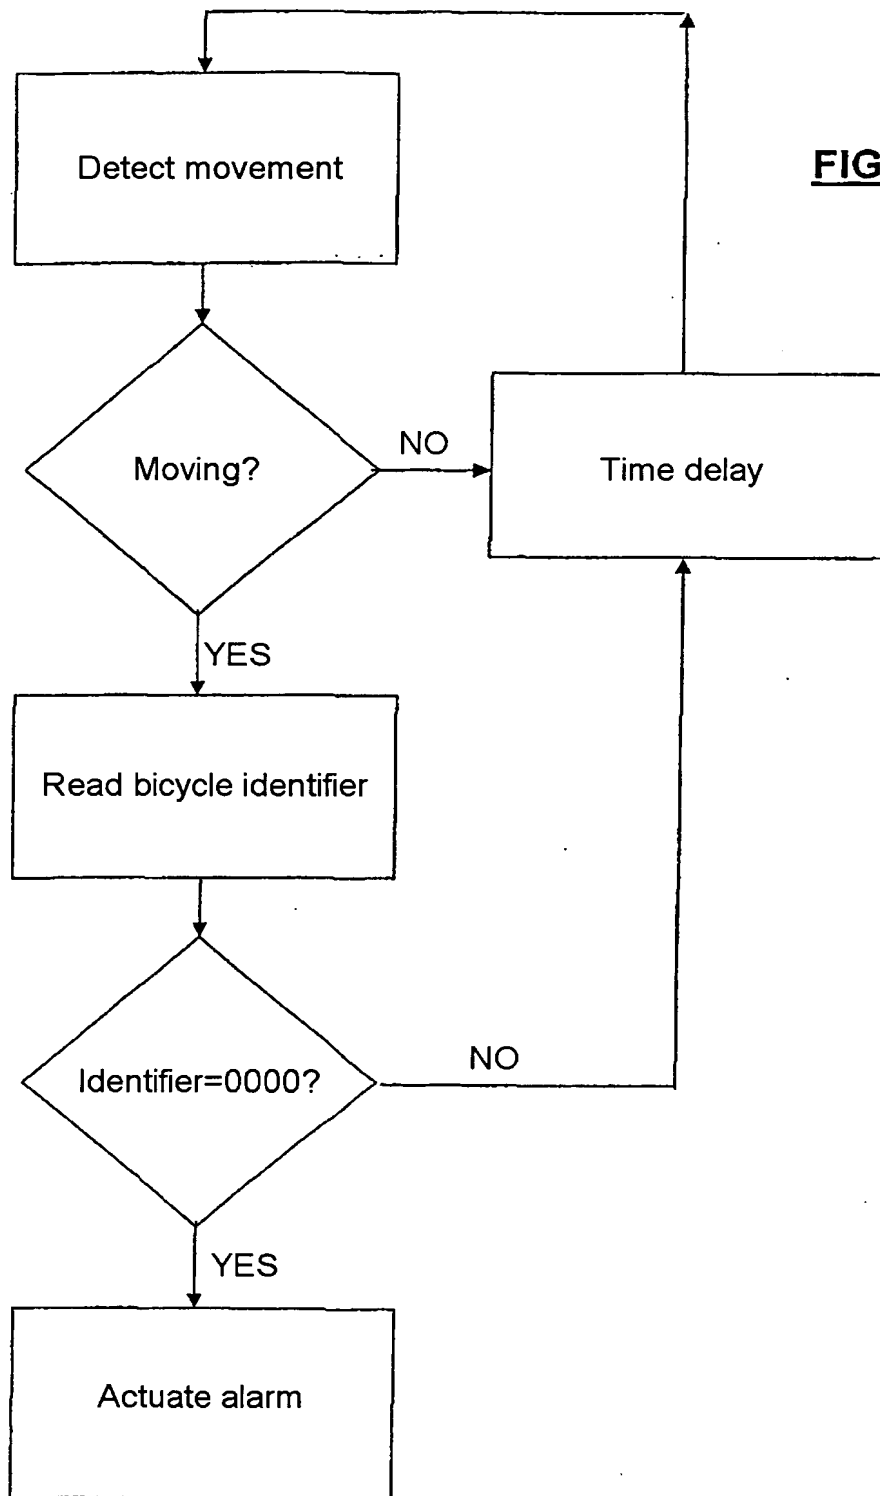 Detect movement
FIG
Moving?
NO
Time delay
YES
Read bicycle identifier
Identifier=0000?
NO
YES
Actuate alarm